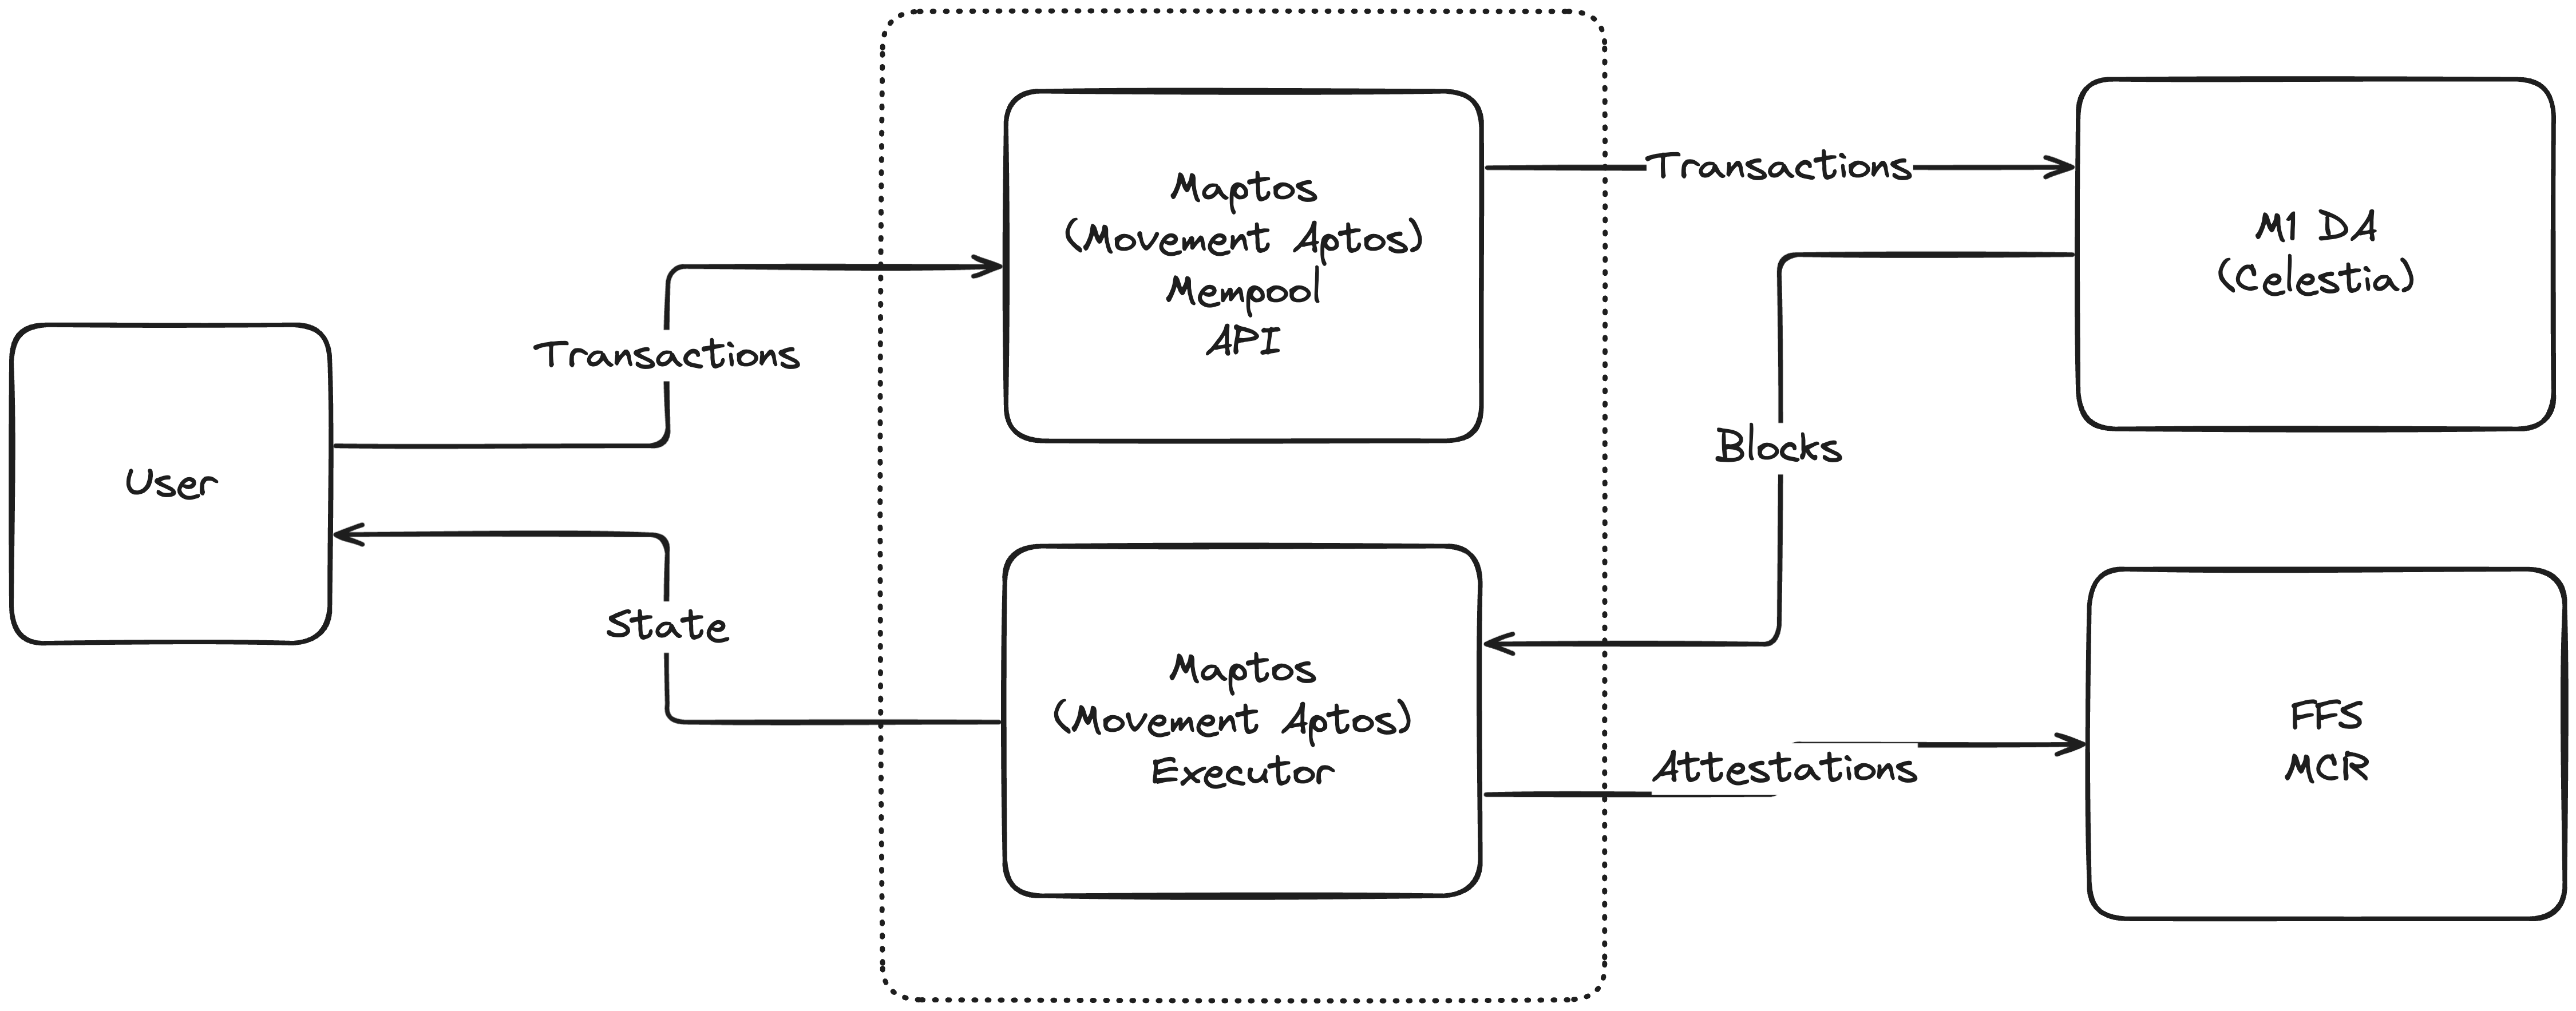 Transactions
Maptos
(Movement Aptos)
Mempool
API
Transactions
M1 DA
(Celestia)
User
Blocks
State
Maptos
(Movement Aptos)
Executor
Attestations
FFS
MCR